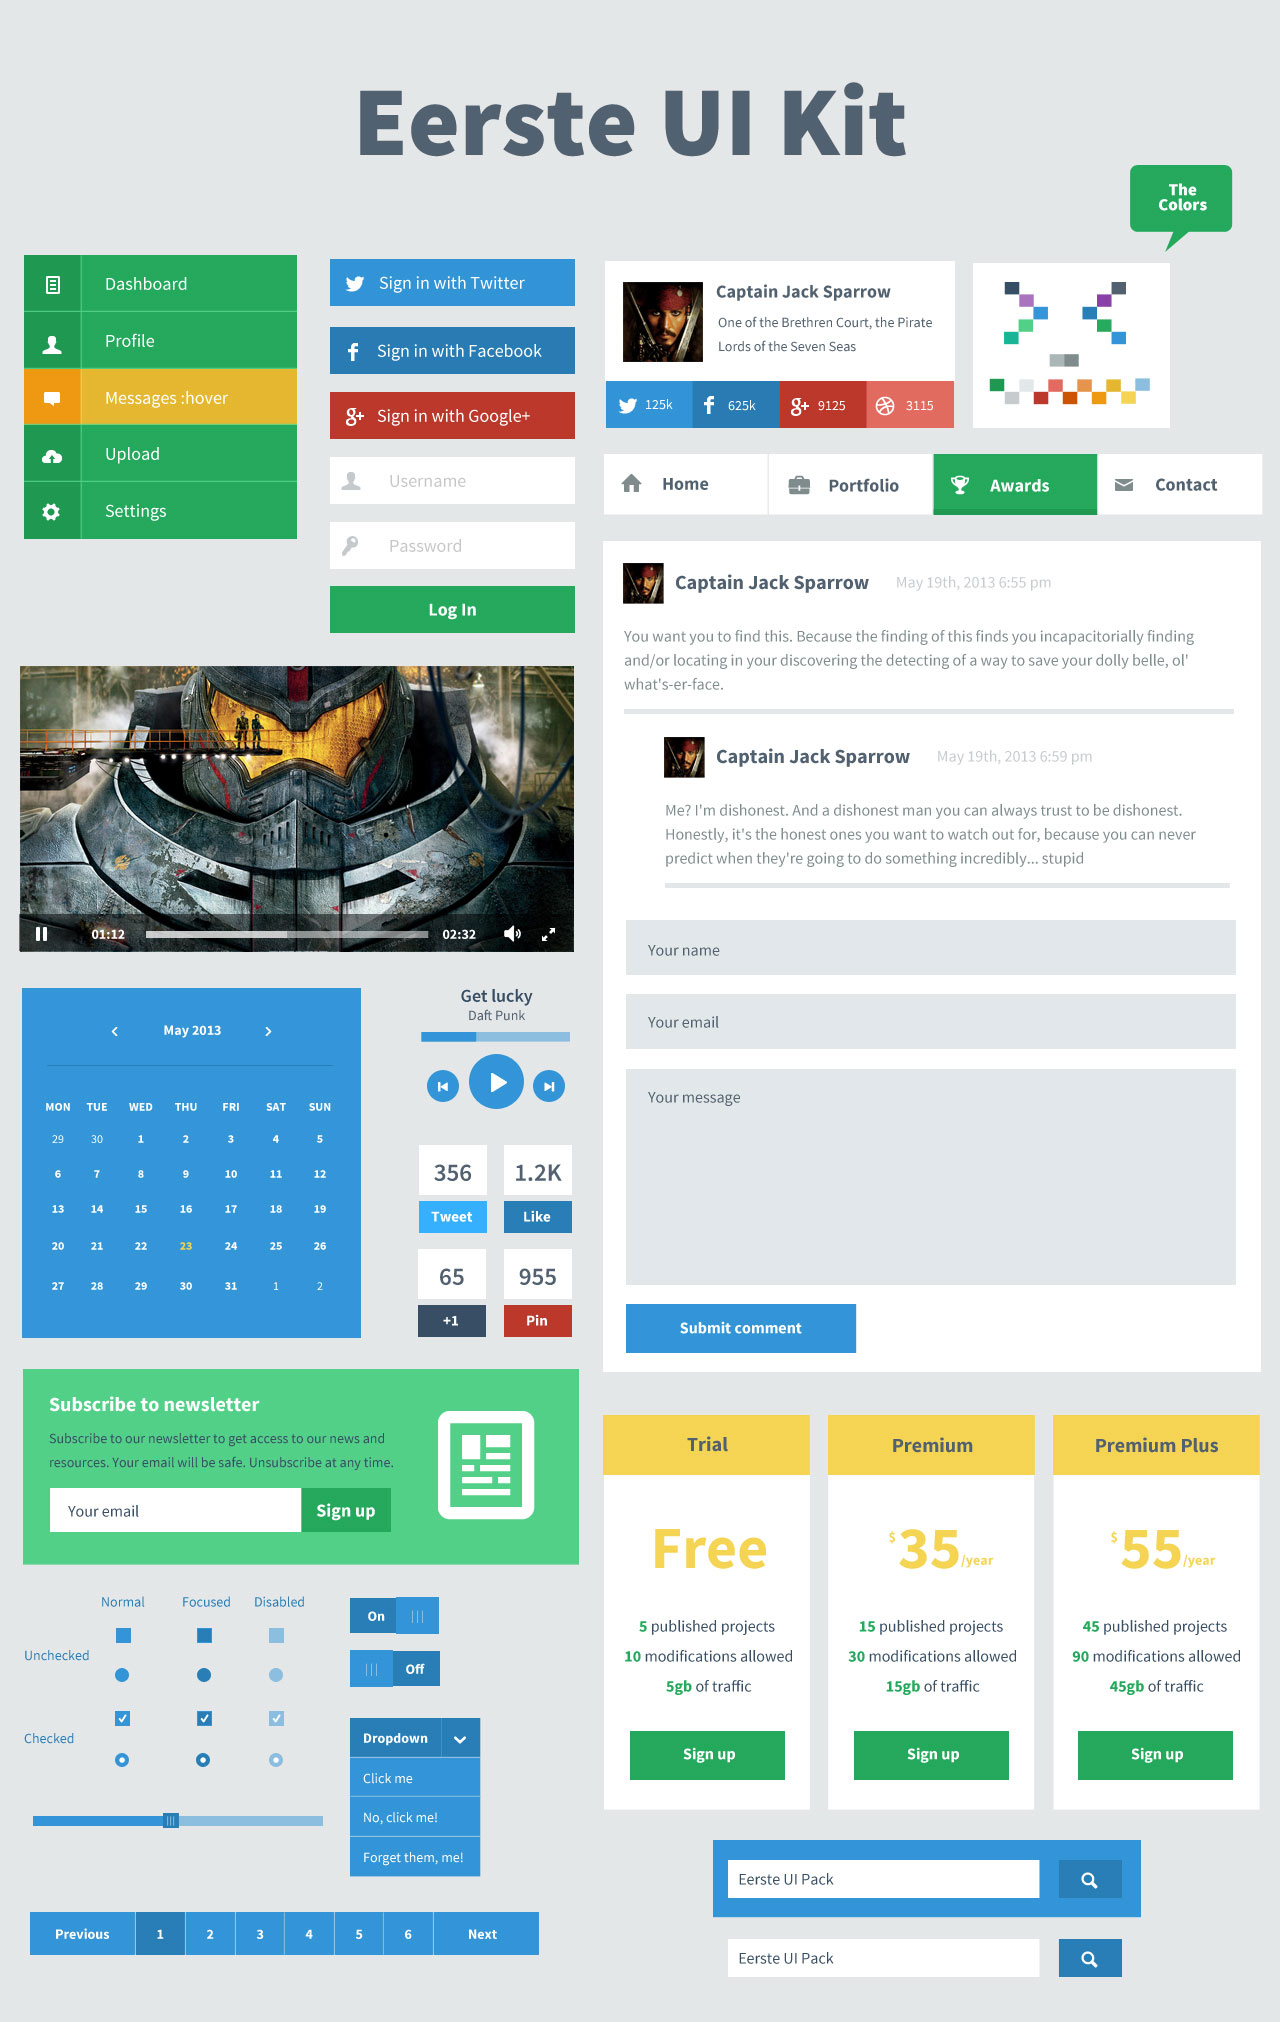 Eerste UI Kit
The
Colors
Dashboard
Profile
Messages :hover
Upload
Settings
Sign in with Twitter
Sign in with Facebook
Sign in with Google+
Username
Password
Log In
Captain Jack Sparrow
One of the Brethren Court, the Pirate
Lords of the Seven Seas
125k
625k
9125
3115
Home
Portfolio
Awards
Contact
Captain Jack Sparrow
May 19th, 2013 6:55 pm
You want you to find this. Because the finding of this finds you incapacitorially finding
and/or locating in your discovering the detecting of a way to save your dolly belle, ol'
what's-er-face.
Captain Jack Sparrow
May 19th, 2013 6:59 pm
Me? I'm dishonest. And a dishonest man you can always trust to be dishonest.
Honestly, it's the honest ones you want to watch out for, because you can never
predict when they're going to do something incredibly... stupid
Your name
Your email
Your message
Submit comment
01:12
02:32
May 2013
MON TUE WED THU FRI SAT SUN
29 30 1 2 3 4 5
6 7 8 9 10 11 12
13 14 15 16 17 18 19
20 21 22 23 24 25 26
27 28 29 30 31 1 2
Get lucky
Daft Punk
356
Tweet
1.2K
Like
65
+1
955
Pin
Subscribe to newsletter
Subscribe to our newsletter to get access to our news and
resources. Your email will be safe. Unsubscribe at any time.
Your email
Sign up
Normal Focused Disabled
Unchecked
Checked
On
Off
Dropdown
Click me
No, click me!
Forget them, me!
Previous 1 2 3 4 5 6 Next
Trial
Free
5 published projects
10 modifications allowed
5gb of traffic
Sign up
Premium
$35/year
15 published projects
30 modifications allowed
15gb of traffic
Sign up
Premium Plus
$55/year
45 published projects
90 modifications allowed
45gb of traffic
Sign up
Eerste UI Pack
Eerste UI Pack